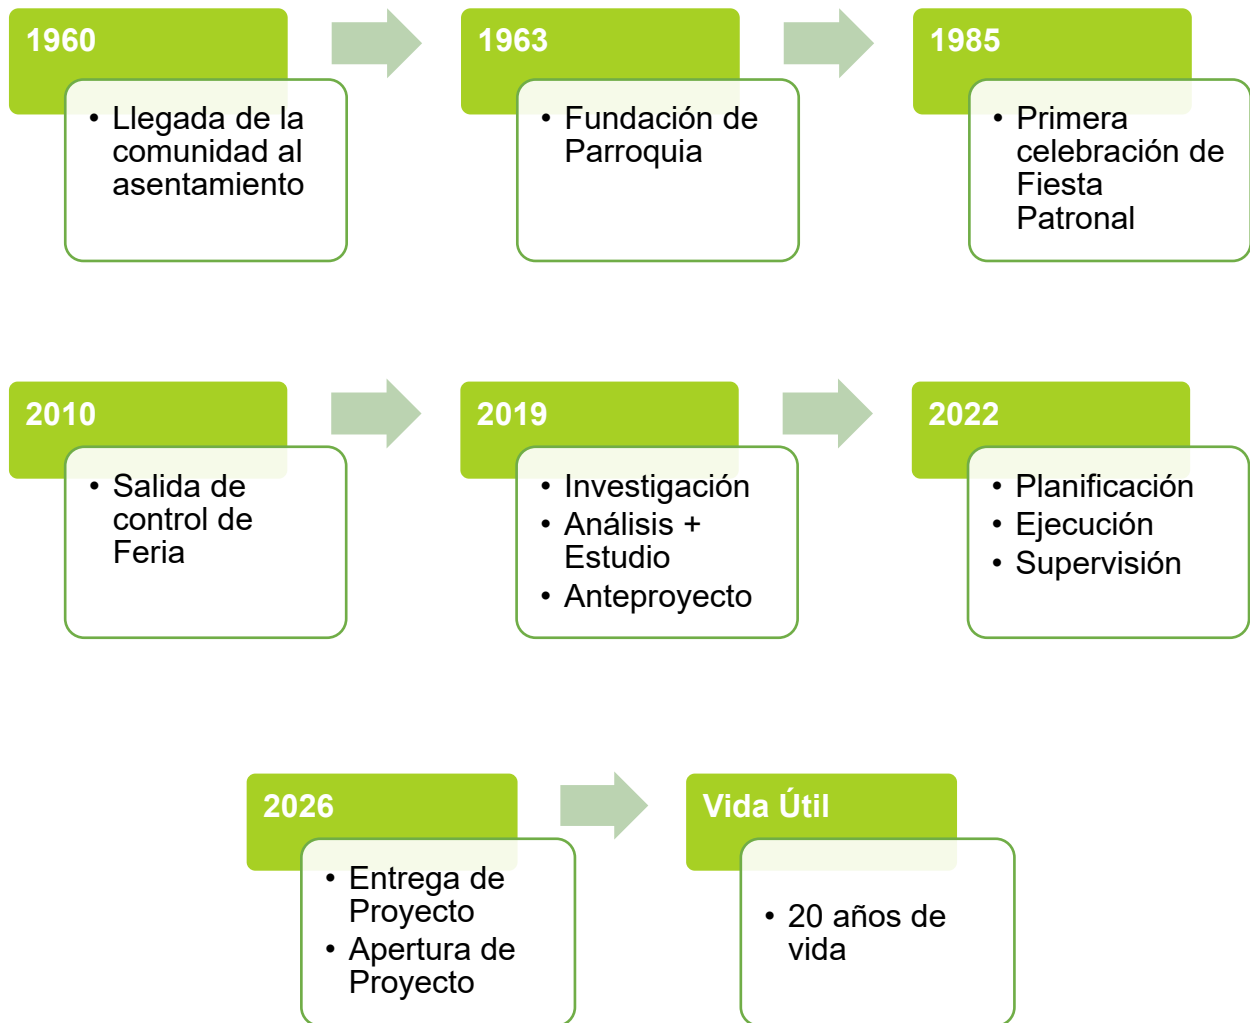 1960
• Llegada de la
comunidad al
asentamiento
1963
• Fundación de
Parroquia
1985
• Primera
celebración de
Fiesta
Patronal
2010
• Salida de
control de
Feria
2019
• Investigación
• Análisis +
Estudio
• Anteproyecto
2022
• Planificación
• Ejecución
• Supervisión
2026
• Entrega de
Proyecto
• Apertura de
Proyecto
Vida Útil
• 20 años de
vida